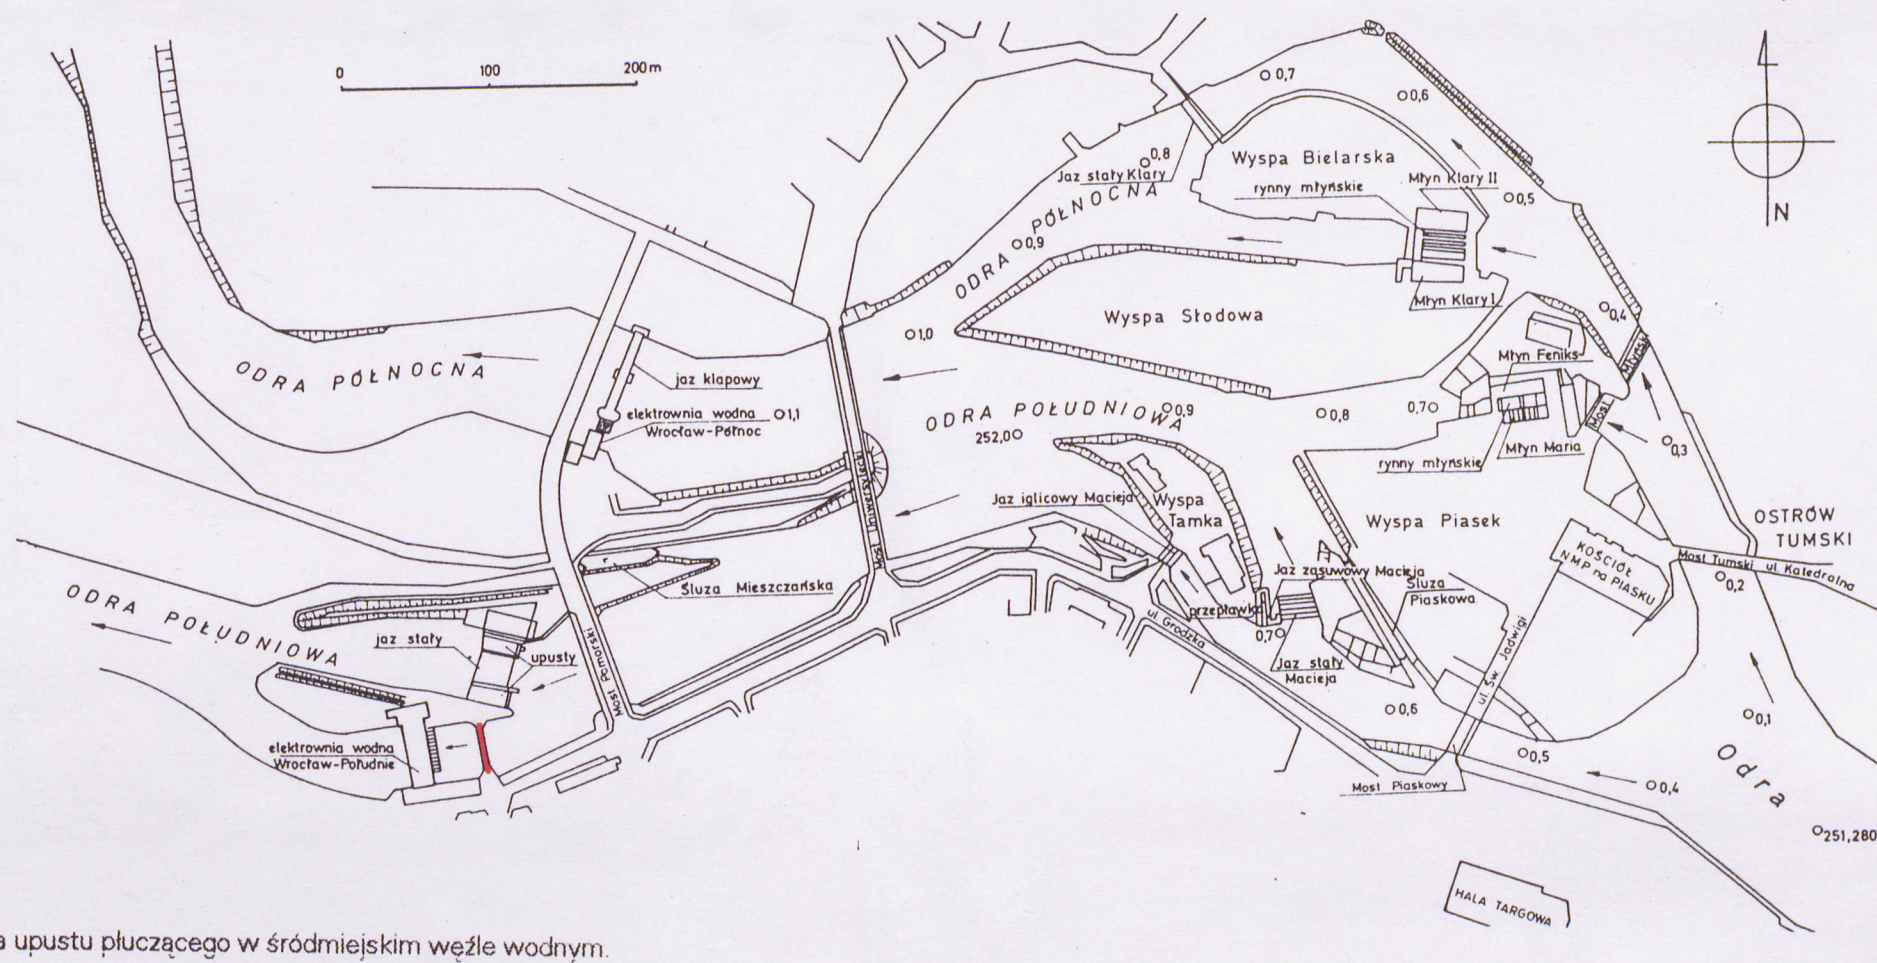 0 100 200 m
N
0,7
0,6
0,8
Wyspa Bielarska
Jaz stały Klary
rynny młyńskie
Młyn Klary II
0,5
ODRA PÓŁNOCNA
0,9
Młyn Klary I
0,4
Wyspa Słodowa
1,0
Młyński
Most
Młyn Feniks
ODRA PÓŁNOCNA
jaz klapowy
elektrownia wodna
Wrocław-Północ
1,1
ODRA POŁUDNIOWA
0,9
0,8
0,7
252,0
Młyn Maria
rynny młyńskie
0,3
Most Uniwersytecki
Jaz iglicowy Macieja
Wyspa
Tamka
Wyspa Piasek
OSTRÓW
TUMSKI
KOŚCIÓŁ
NMP na PIASKU
Most Tumski ul. Katedralna
0,2
Jaz zasuwowy Macieja
Śluza
Piaskowa
przepławka
0,7
Śluza Mieszczańska
ODRA POŁUDNIOWA
jaz stały
upusty
Most Pomorski
ul. Grodzka
Jaz stały
Macieja
ul. Św. Jadwigi
0,6
0,1
0,5
elektrownia wodna
Wrocław-Południe
Most Piaskowy
0,4
Odra
251,280
HALA TARGOWA
upustu płuczącego w śródmiejskim węźle wodnym.